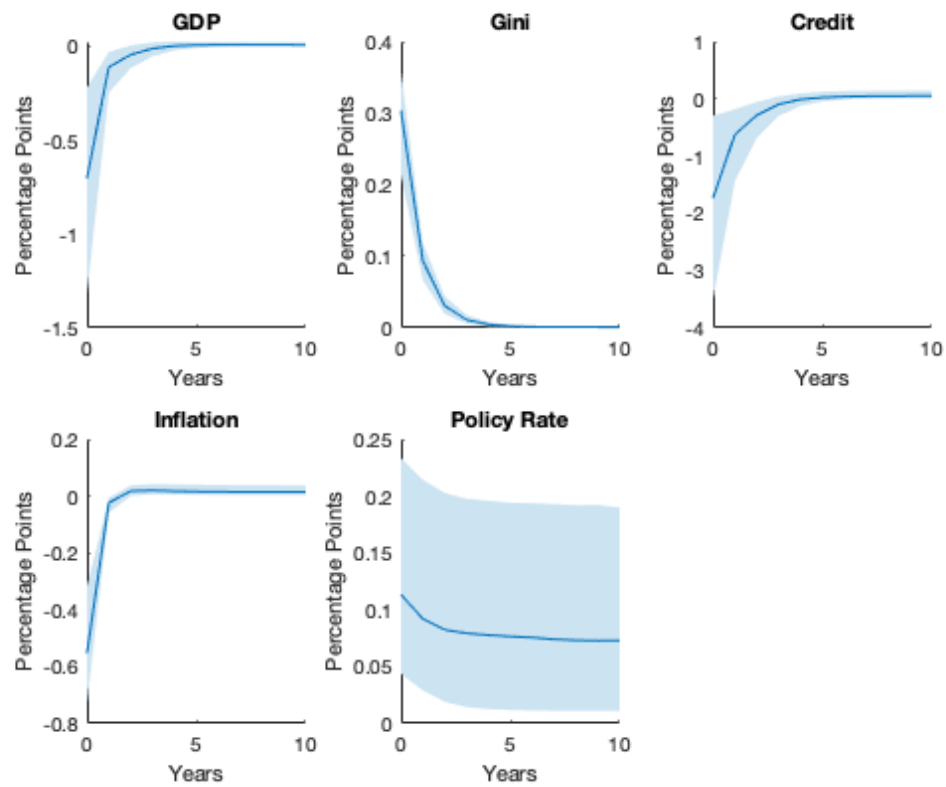 GDP
0
-0.5
-1
-1.5
Percentage Points
0 5 10
Years
Gini
0.4
0.3
0.2
0.1
0
Percentage Points
0 5 10
Years
Credit
1
0
-1
-2
-3
-4
Percentage Points
0 5 10
Years
Inflation
0.2
0
-0.2
-0.4
-0.6
-0.8
Percentage Points
0 5 10
Years
Policy Rate
0.25
0.2
0.15
0.1
0.05
0
Percentage Points
0 5 10
Years